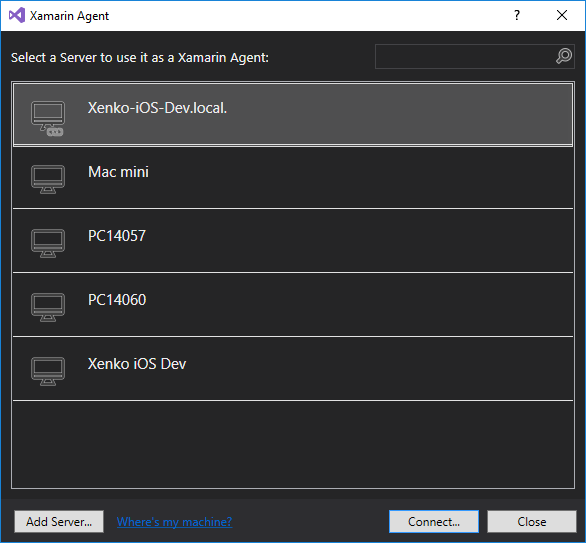 Xamarin Agent
?
Select a Server to use it as a Xamarin Agent:
Xenko-iOS-Dev.local.
Mac mini
PC14057
PC14060
Xenko iOS Dev
Add Server... Where's my machine? Connect... Close